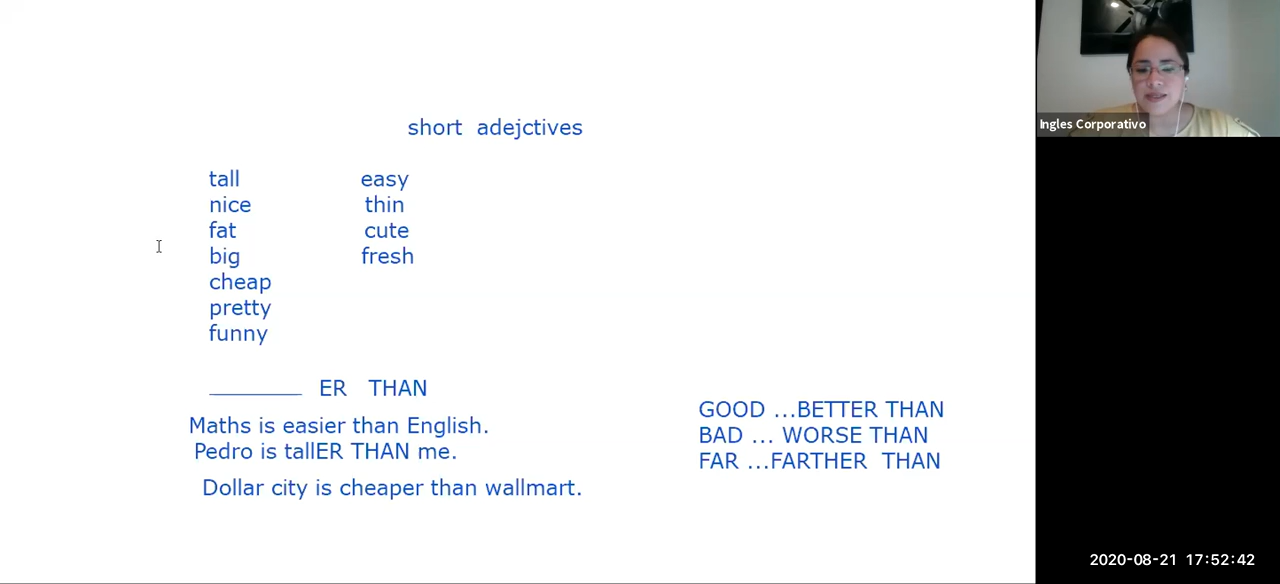 short adejctives
tall easy
nice thin
fat cute
big fresh
cheap
pretty
funny
________ ER THAN
Maths is easier than English.
Pedro is tallER THAN me.
Dollar city is cheaper than wallmart.
GOOD ...BETTER THAN
BAD ... WORSE THAN
FAR ...FARTHER THAN
Ingles Corporativo
2020-08-21 17:52:42